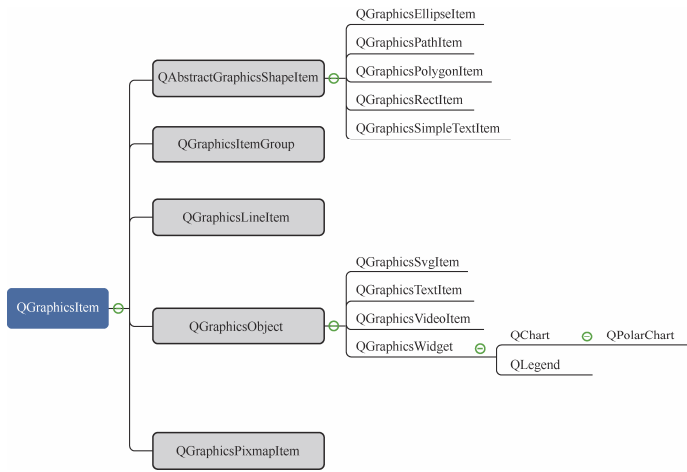 QGraphicsItem
QAbstractGraphicsShapeItem
QGraphicsEllipseItem
QGraphicsPathItem
QGraphicsPolygonItem
QGraphicsRectItem
QGraphicsSimpleTextItem
QGraphicsItemGroup
QGraphicsLineItem
QGraphicsObject
QGraphicsSvgItem
QGraphicsTextItem
QGraphicsVideoItem
QGraphicsWidget
QChart
QPolarChart
QLegend
QGraphicsPixmapItem